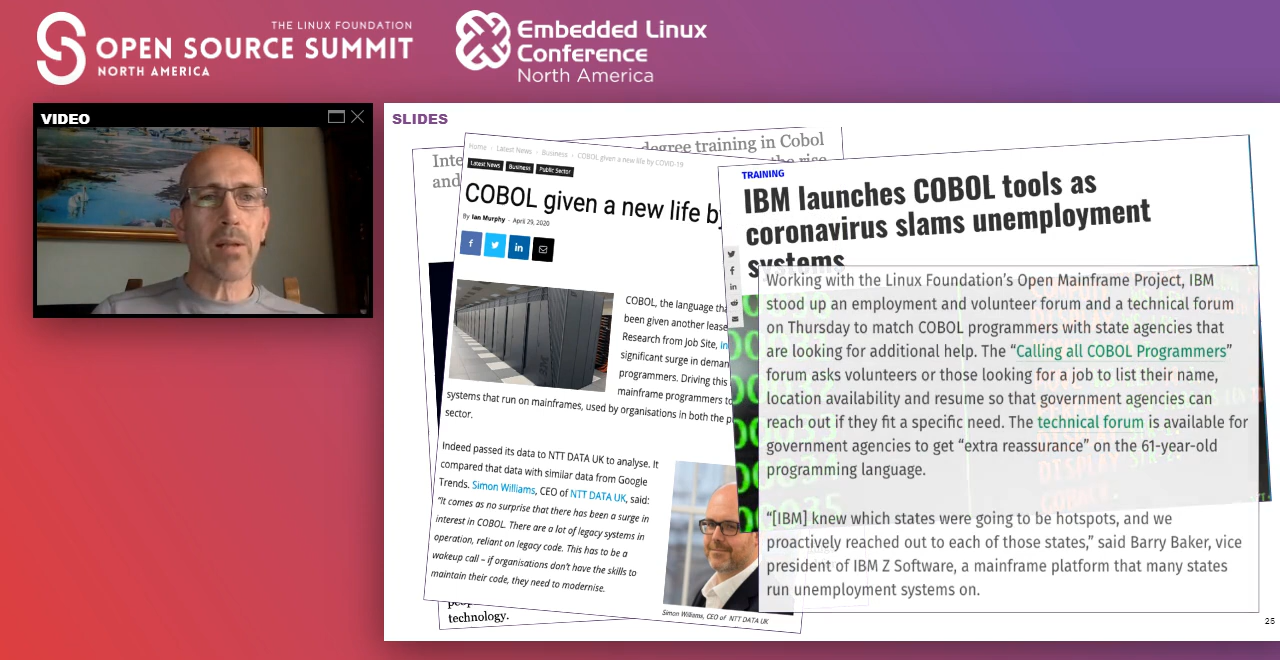 THE LINUX FOUNDATION
OPEN SOURCE SUMMIT
NORTH AMERICA
Embedded Linux
Conference
North America
VIDEO
SLIDES
degree training in Cobol
Inte
and
the rise
Home › Latest News › Business › COBOL given a new life by COVID-19
Latest News Business Public Sector
COBOL given a new life by
By Ian Murphy - April 29, 2020
COBOL, the language tha
been given another lease
Research from Job Site, In
significant surge in deman
programmers. Driving this
mainframe programmers to
systems that run on mainframes, used by organisations in both the p
sector.
Indeed passed its data to NTT DATA UK to analyse. It
compared that data with similar data from Google
Trends. Simon Williams, CEO of NTT DATA UK, said:
"It comes as no surprise that there has been a surge in
interest in COBOL. There are a lot of legacy systems in
operation, reliant on legacy code. This has to be a
wakeup call – if organisations don't have the skills to
maintain their code, they need to modernise.
Simon Williams, CEO of NTT DATA UK
peop
technology.
TRAINING
IBM launches COBOL tools as
coronavirus slams unemployment
systems
Working with the Linux Foundation's Open Mainframe Project, IBM
stood up an employment and volunteer forum and a technical forum
on Thursday to match COBOL programmers with state agencies that
are looking for additional help. The “Calling all COBOL Programmers”
forum asks volunteers or those looking for a job to list their name,
location availability and resume so that government agencies can
reach out if they fit a specific need. The technical forum is available for
government agencies to get “extra reassurance” on the 61-year-old
programming language.
“[IBM] knew which states were going to be hotspots, and we
proactively reached out to each of those states,” said Barry Baker, vice
president of IBM Z Software, a mainframe platform that many states
run unemployment systems on.
25